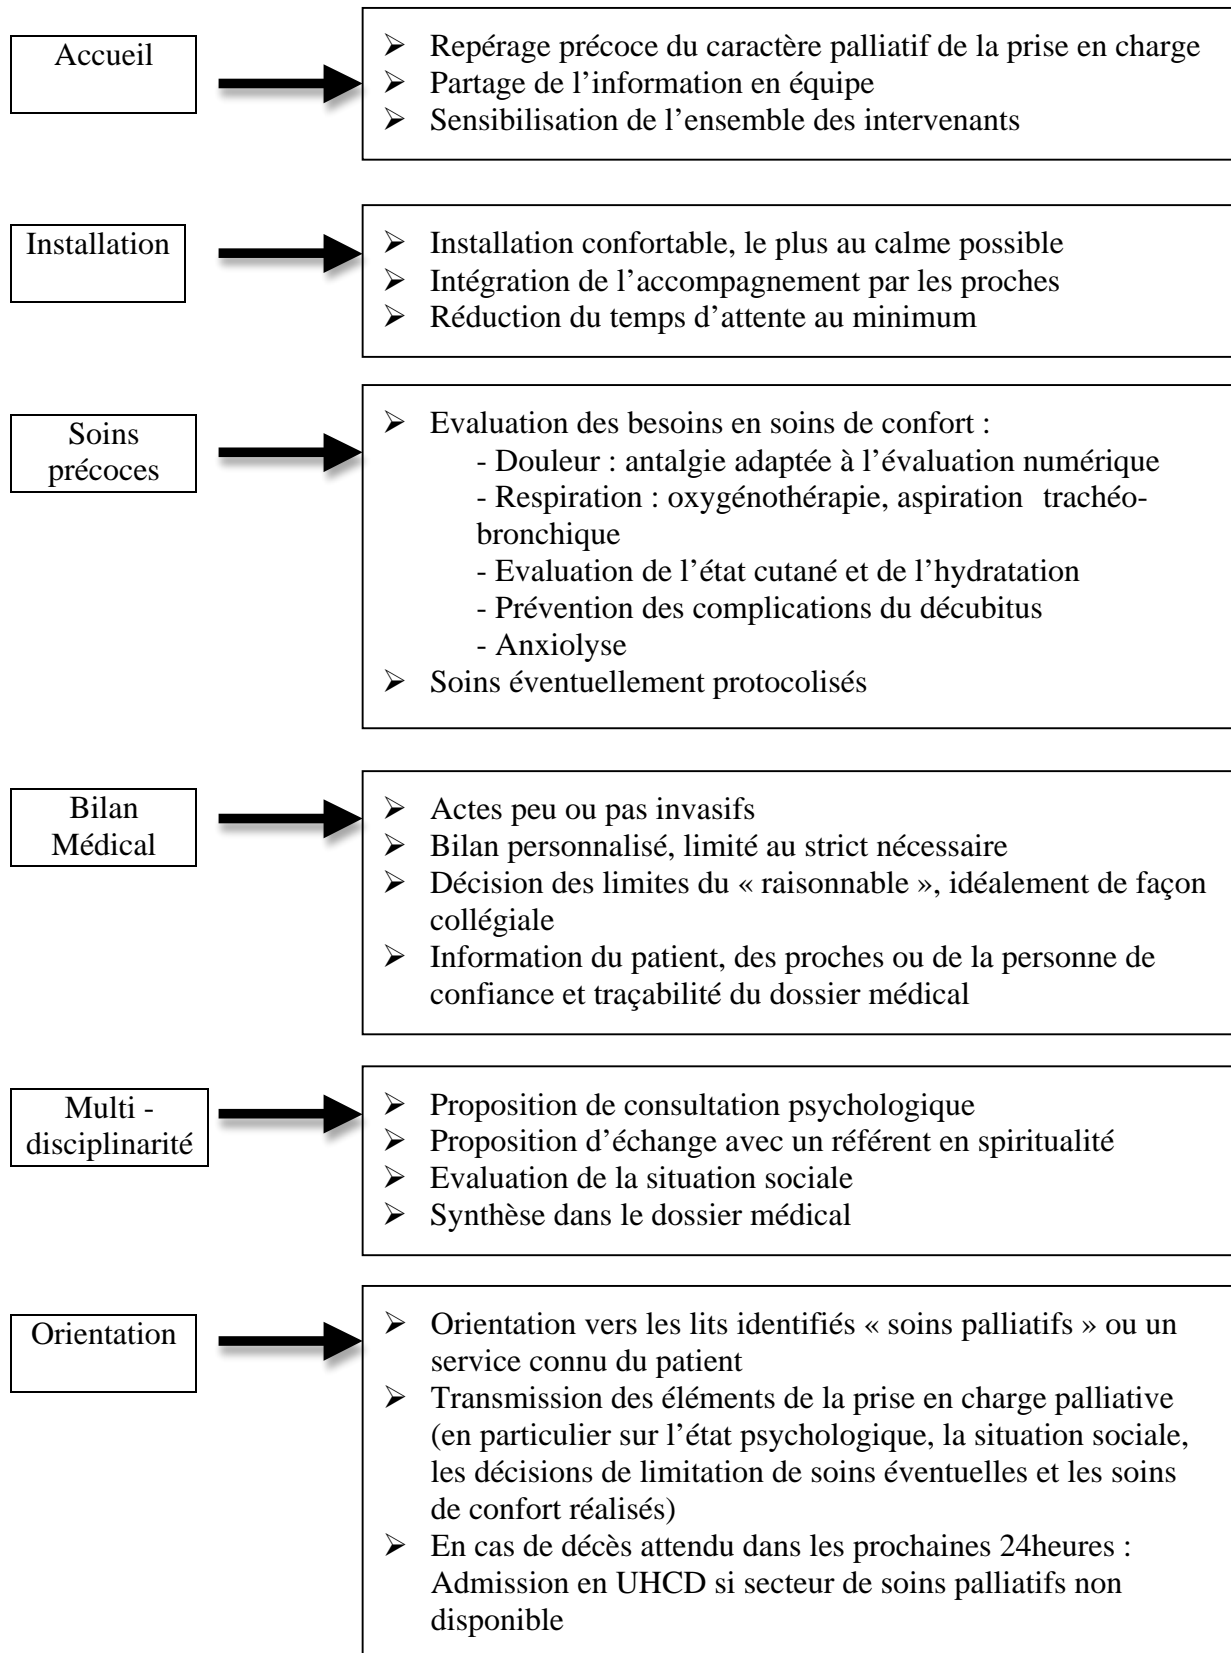 Accueil
➢ Repérage précoce du caractère palliatif de la prise en charge
➢ Partage de l’information en équipe
➢ Sensibilisation de l’ensemble des intervenants
Installation
➢ Installation confortable, le plus au calme possible
➢ Intégration de l’accompagnement par les proches
➢ Réduction du temps d’attente au minimum
Soins
précoces
➢ Evaluation des besoins en soins de confort :
- Douleur : antalgie adaptée à l’évaluation numérique
- Respiration : oxygénothérapie, aspiration trachéo-
bronchique
- Evaluation de l’état cutané et de l’hydratation
- Prévention des complications du décubitus
- Anxiolyse
➢ Soins éventuellement protocolisés
Bilan
Médical
➢ Actes peu ou pas invasifs
➢ Bilan personnalisé, limité au strict nécessaire
➢ Décision des limites du « raisonnable », idéalement de façon
collégiale
➢ Information du patient, des proches ou de la personne de
confiance et traçabilité du dossier médical
Multi -
disciplinarité
➢ Proposition de consultation psychologique
➢ Proposition d’échange avec un référent en spiritualité
➢ Evaluation de la situation sociale
➢ Synthèse dans le dossier médical
Orientation
➢ Orientation vers les lits identifiés « soins palliatifs » ou un
service connu du patient
➢ Transmission des éléments de la prise en charge palliative
(en particulier sur l’état psychologique, la situation sociale,
les décisions de limitation de soins éventuelles et les soins
de confort réalisés)
➢ En cas de décès attendu dans les prochaines 24heures :
Admission en UHCD si secteur de soins palliatifs non
disponible